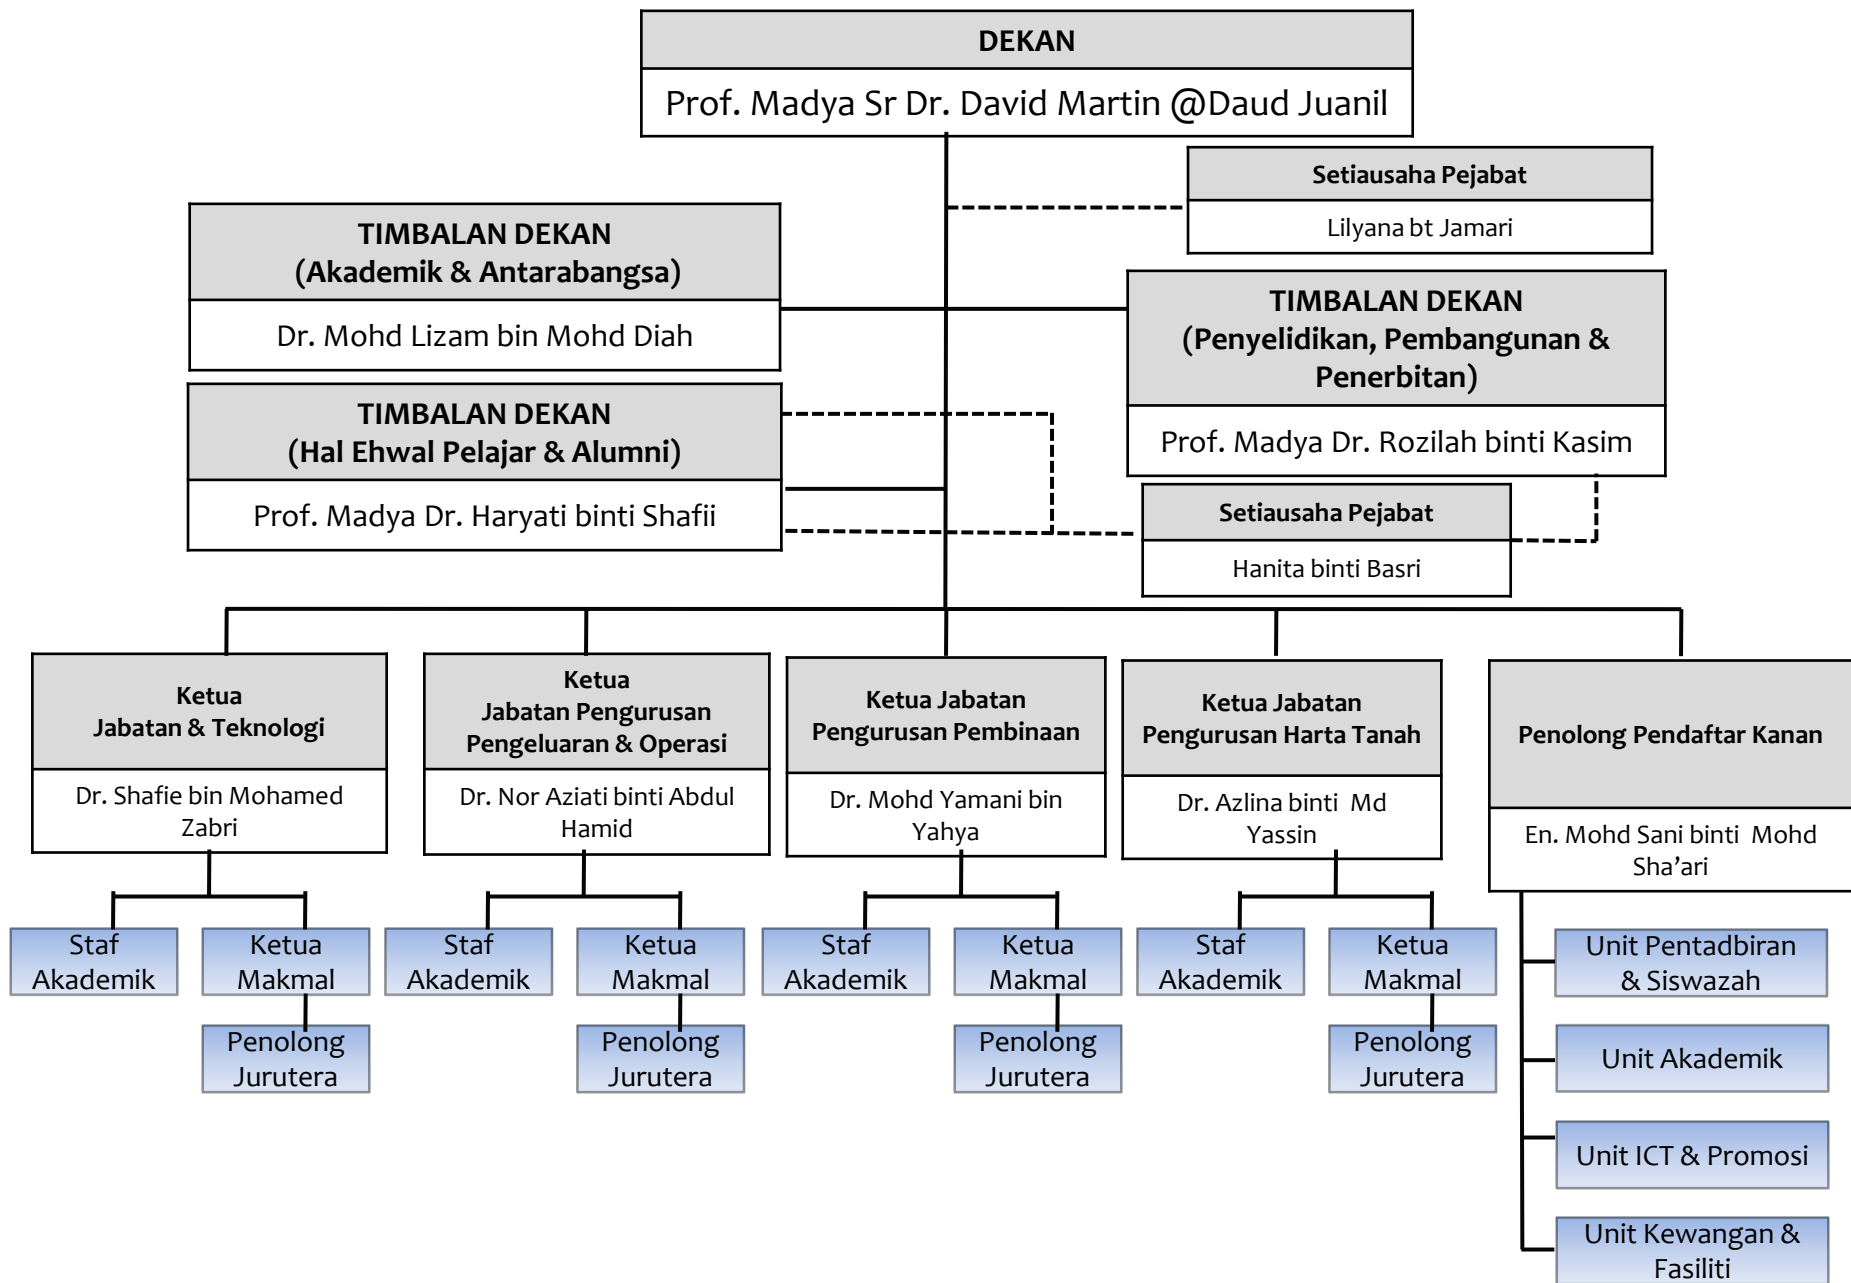 DEKAN
Prof. Madya Sr Dr. David Martin @Daud Juanil
Setiausaha Pejabat
Lilyana bt Jamari
TIMBALAN DEKAN
(Akademik & Antarabangsa)
Dr. Mohd Lizam bin Mohd Diah
TIMBALAN DEKAN
(Penyelidikan, Pembangunan &
Penerbitan)
Prof. Madya Dr. Rozilah binti Kasim
TIMBALAN DEKAN
(Hal Ehwal Pelajar & Alumni)
Prof. Madya Dr. Haryati binti Shafii
Setiausaha Pejabat
Hanita binti Basri
Ketua
Jabatan & Teknologi
Dr. Shafie bin Mohamed
Zabri
Ketua
Jabatan Pengurusan
Pengeluaran & Operasi
Dr. Nor Aziati binti Abdul
Hamid
Ketua Jabatan
Pengurusan Pembinaan
Dr. Mohd Yamani bin
Yahya
Ketua Jabatan
Pengurusan Harta Tanah
Dr. Azlina binti Md
Yassin
Penolong Pendaftar Kanan
En. Mohd Sani binti Mohd
Sha’ari
Staf
Akademik
Ketua
Makmal
Penolong
Jurutera
Staf
Akademik
Ketua
Makmal
Penolong
Jurutera
Staf
Akademik
Ketua
Makmal
Penolong
Jurutera
Staf
Akademik
Ketua
Makmal
Penolong
Jurutera
Unit Pentadbiran
& Siswazah
Unit Akademik
Unit ICT & Promosi
Unit Kewangan &
Fasiliti